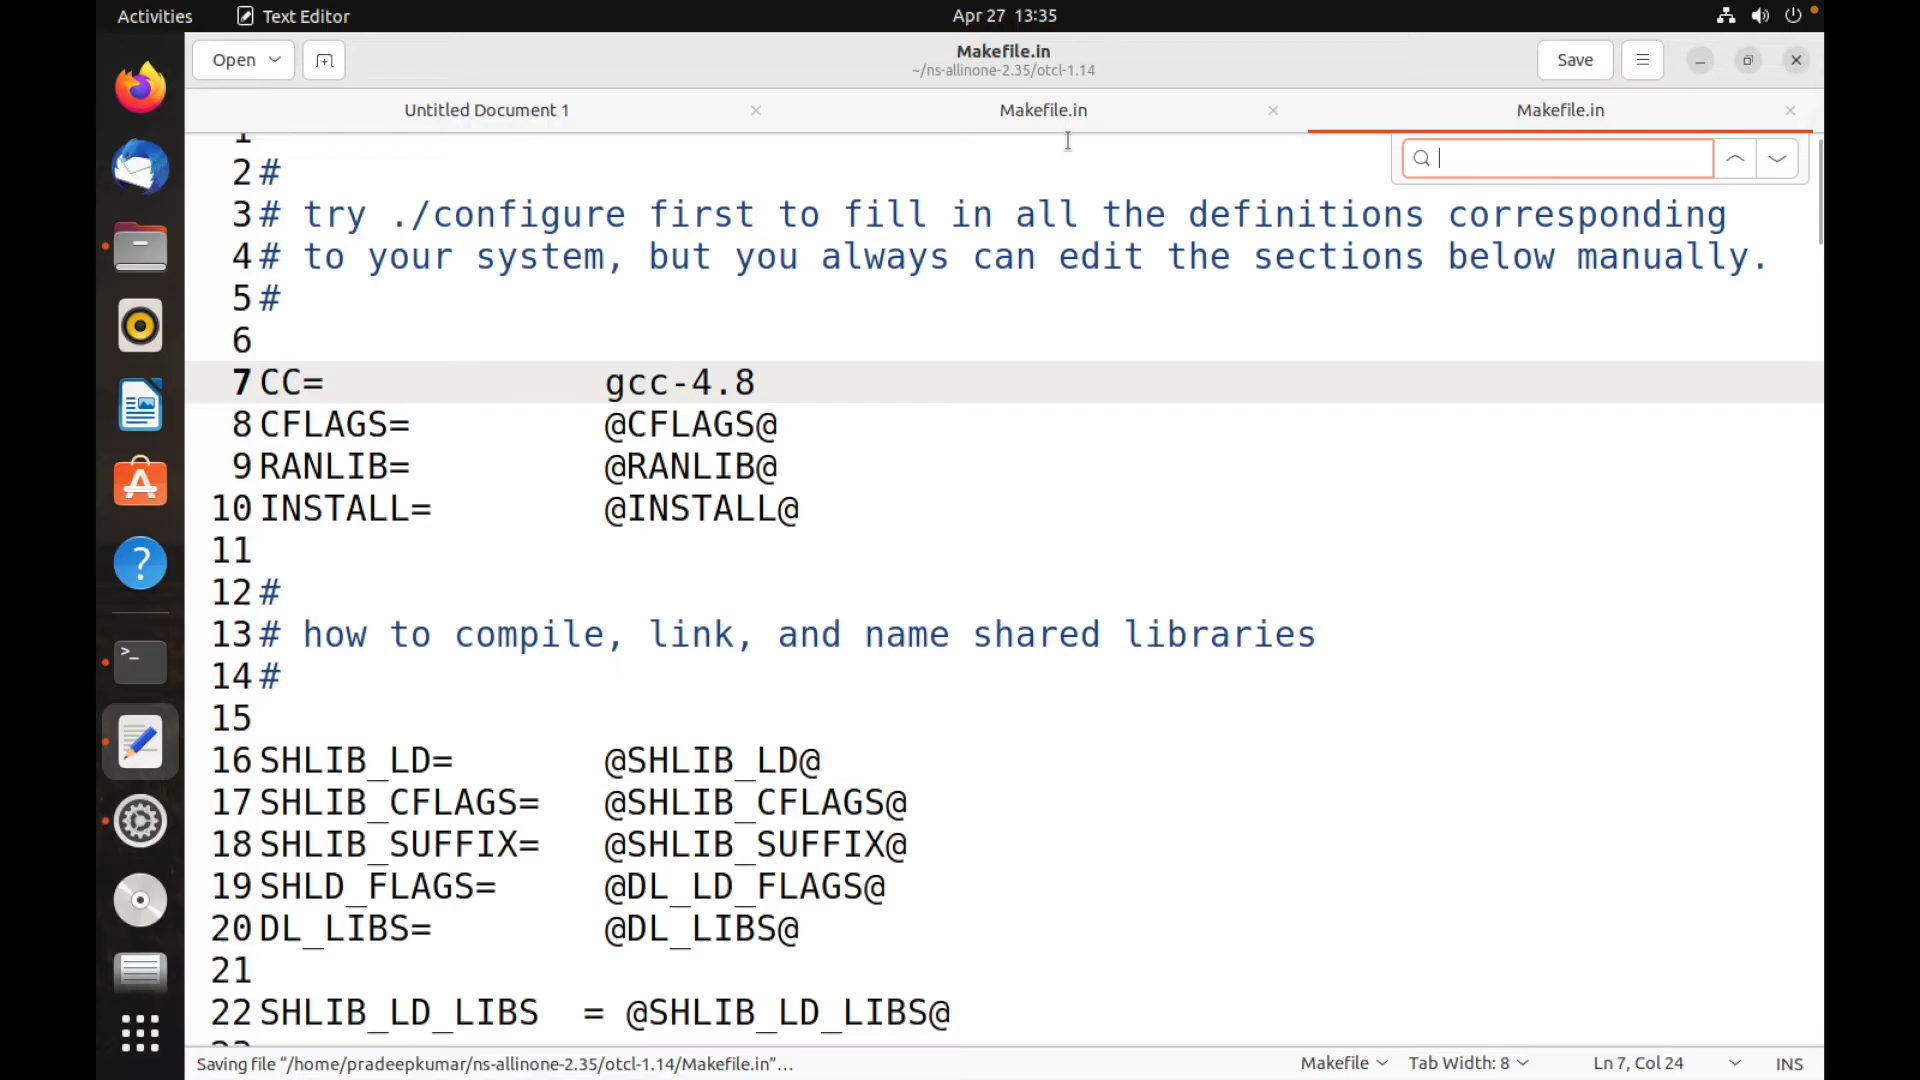 Activities
Text Editor
Apr 27 13:35
Open
Makefile.in
~/ns-allinone-2.35/otcl-1.14
Save
Untitled Document 1
Makefile.in
Makefile.in
1
2 #
3 # try ./configure first to fill in all the definitions corresponding
4 # to your system, but you always can edit the sections below manually.
5 #
6
7 CC= gcc-4.8
8 CFLAGS= @CFLAGS@
9 RANLIB= @RANLIB@
10 INSTALL= @INSTALL@
11
12 #
13 # how to compile, link, and name shared libraries
14 #
15
16 SHLIB_LD= @SHLIB_LD@
17 SHLIB_CFLAGS= @SHLIB_CFLAGS@
18 SHLIB_SUFFIX= @SHLIB_SUFFIX@
19 SHLD_FLAGS= @DL_LD_FLAGS@
20 DL_LIBS= @DL_LIBS@
21
22 SHLIB_LD_LIBS = @SHLIB_LD_LIBS@
Saving file “/home/pradeepkumar/ns-allinone-2.35/otcl-1.14/Makefile.in”…
Makefile
Tab Width: 8
Ln 7, Col 24
INS